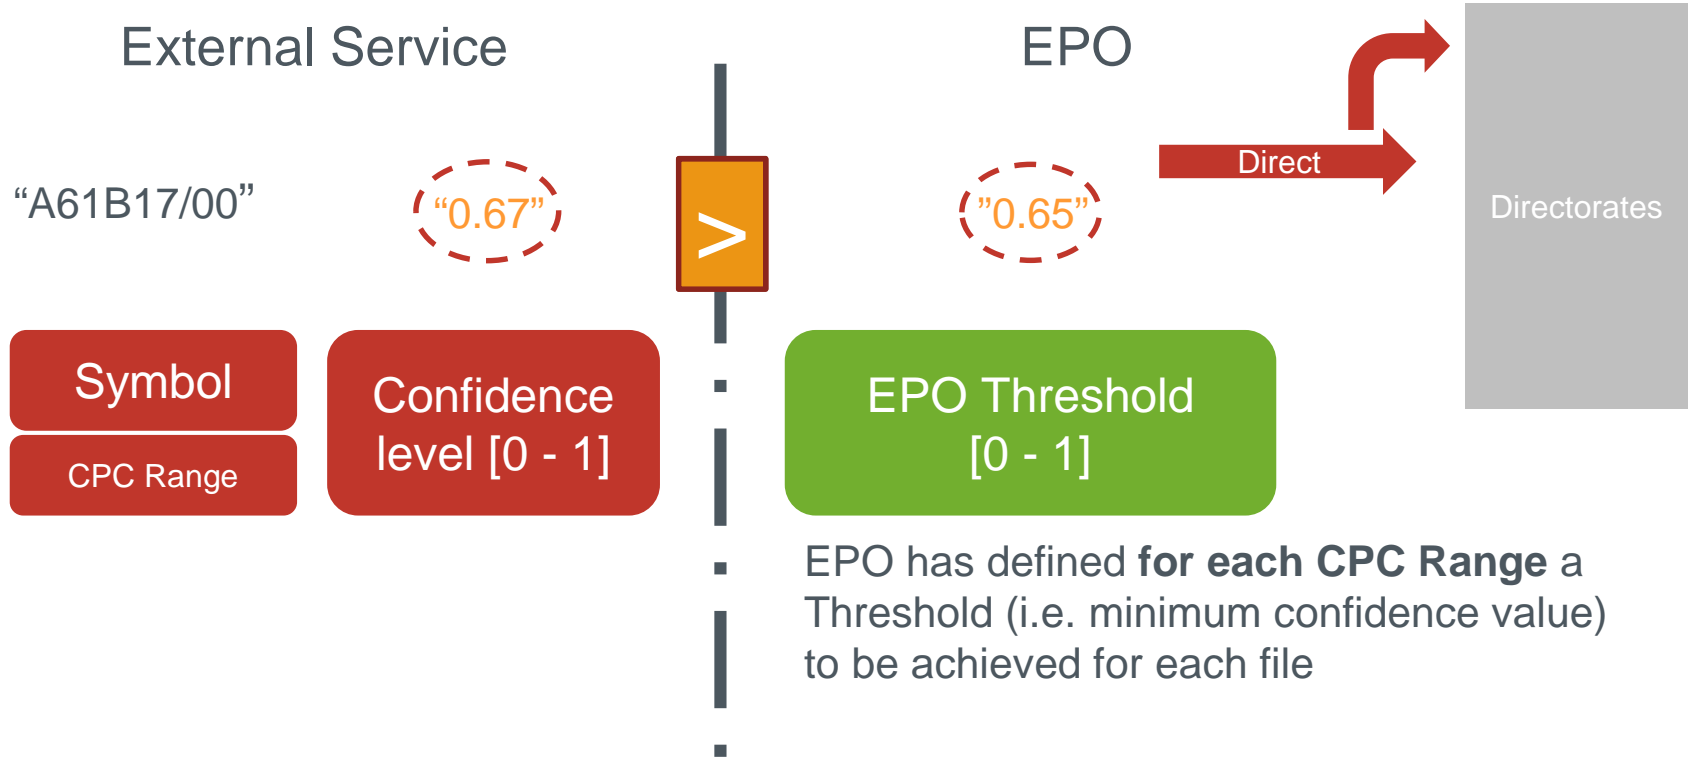 External Service
EPO
Direct
“A61B17/00”
“0.67”
>
”0.65”
Directorates
Symbol
CPC Range
Confidence
level [0 - 1]
EPO Threshold
[0 - 1]
EPO has defined for each CPC Range a
Threshold (i.e. minimum confidence value)
to be achieved for each file